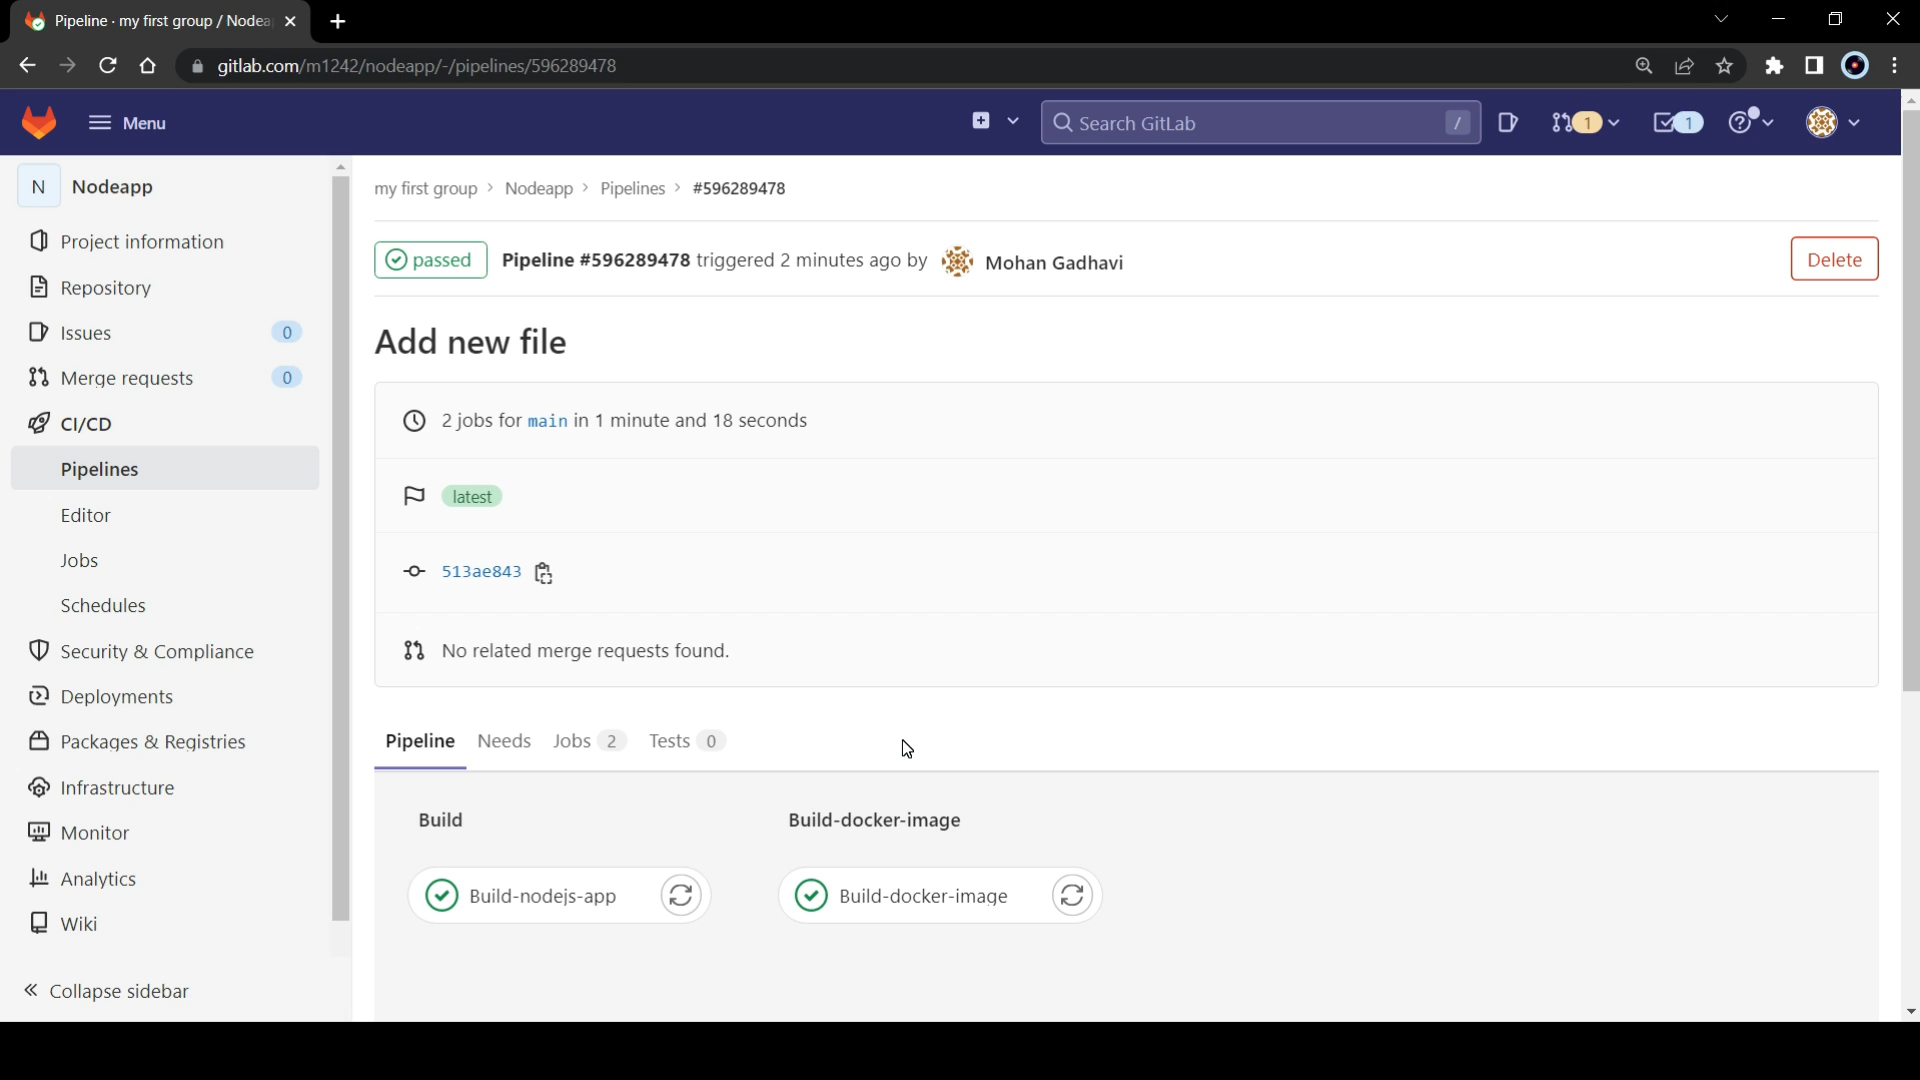 Pipeline · my first group / Nodea
gitlab.com/m1242/nodeapp/-/pipelines/596289478
Menu
Search GitLab
/
1
1
N Nodeapp
Project information
Repository
Issues 0
Merge requests 0
CI/CD
Pipelines
Editor
Jobs
Schedules
Security & Compliance
Deployments
Packages & Registries
Infrastructure
Monitor
Analytics
Wiki
Collapse sidebar
my first group › Nodeapp › Pipelines › #596289478
passed Pipeline #596289478 triggered 2 minutes ago by Mohan Gadhavi
Delete
Add new file
2 jobs for main in 1 minute and 18 seconds
latest
513ae843
No related merge requests found.
Pipeline Needs Jobs 2 Tests 0
Build Build-docker-image
Build-nodejs-app Build-docker-image